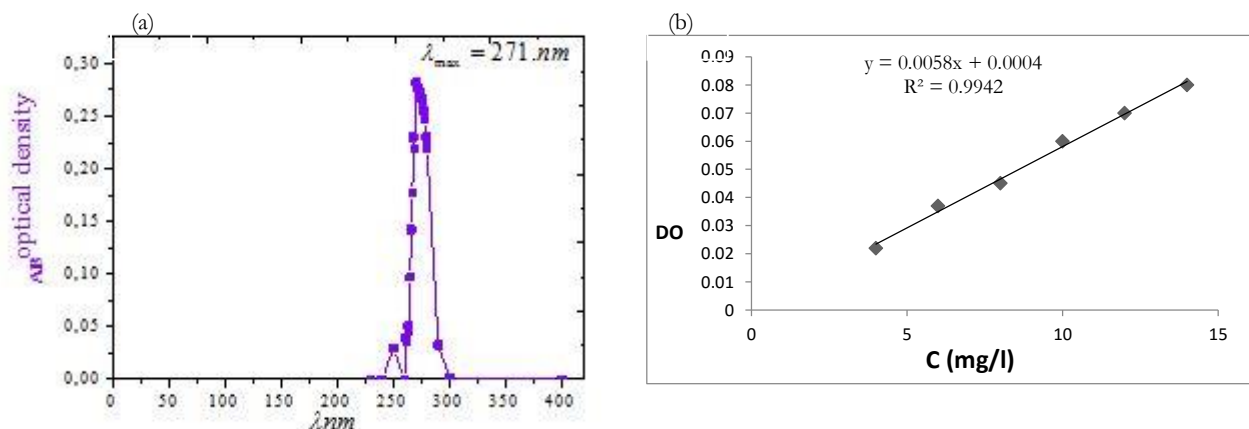 (a)
λmax = 271.nm
AB optical density
0,30
0,25
0,20
0,15
0,10
0,05
0,00
0 50 100 150 200 250 300 350 400
λnm
(b)
y = 0.0058x + 0.0004
R² = 0.9942
DO
0.09
0.08
0.07
0.06
0.05
0.04
0.03
0.02
0.01
0
0 5 10 15
C (mg/l)